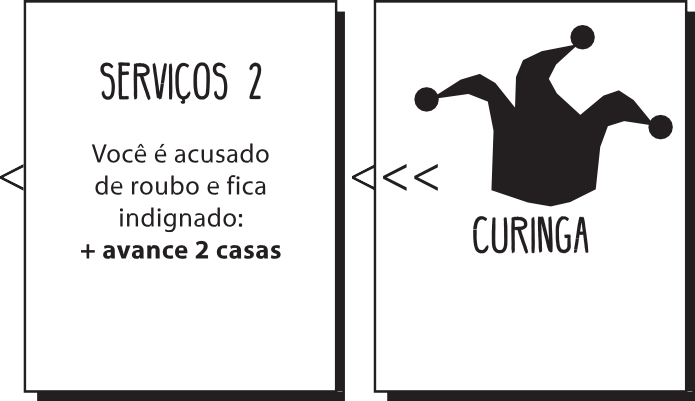 SERVIÇOS 2
Você é acusado
de roubo e fica
indignado:
+ avance 2 casas
<
<<<
CURINGA